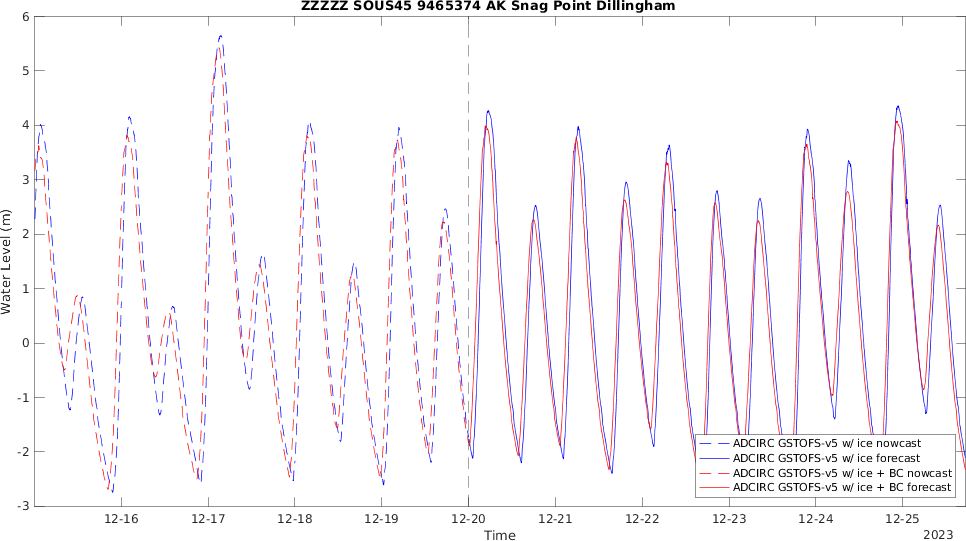 ZZZZZ SOUS45 9465374 AK Snag Point Dillingham
6
5
4
3
2
1
0
-1
-2
-3
Water Level (m)
12-16 12-17 12-18 12-19 12-20 12-21 12-22 12-23 12-24 12-25
Time
2023
ADCIRC GSTOFS-v5 w/ ice nowcast
ADCIRC GSTOFS-v5 w/ ice forecast
ADCIRC GSTOFS-v5 w/ ice + BC nowcast
ADCIRC GSTOFS-v5 w/ ice + BC forecast